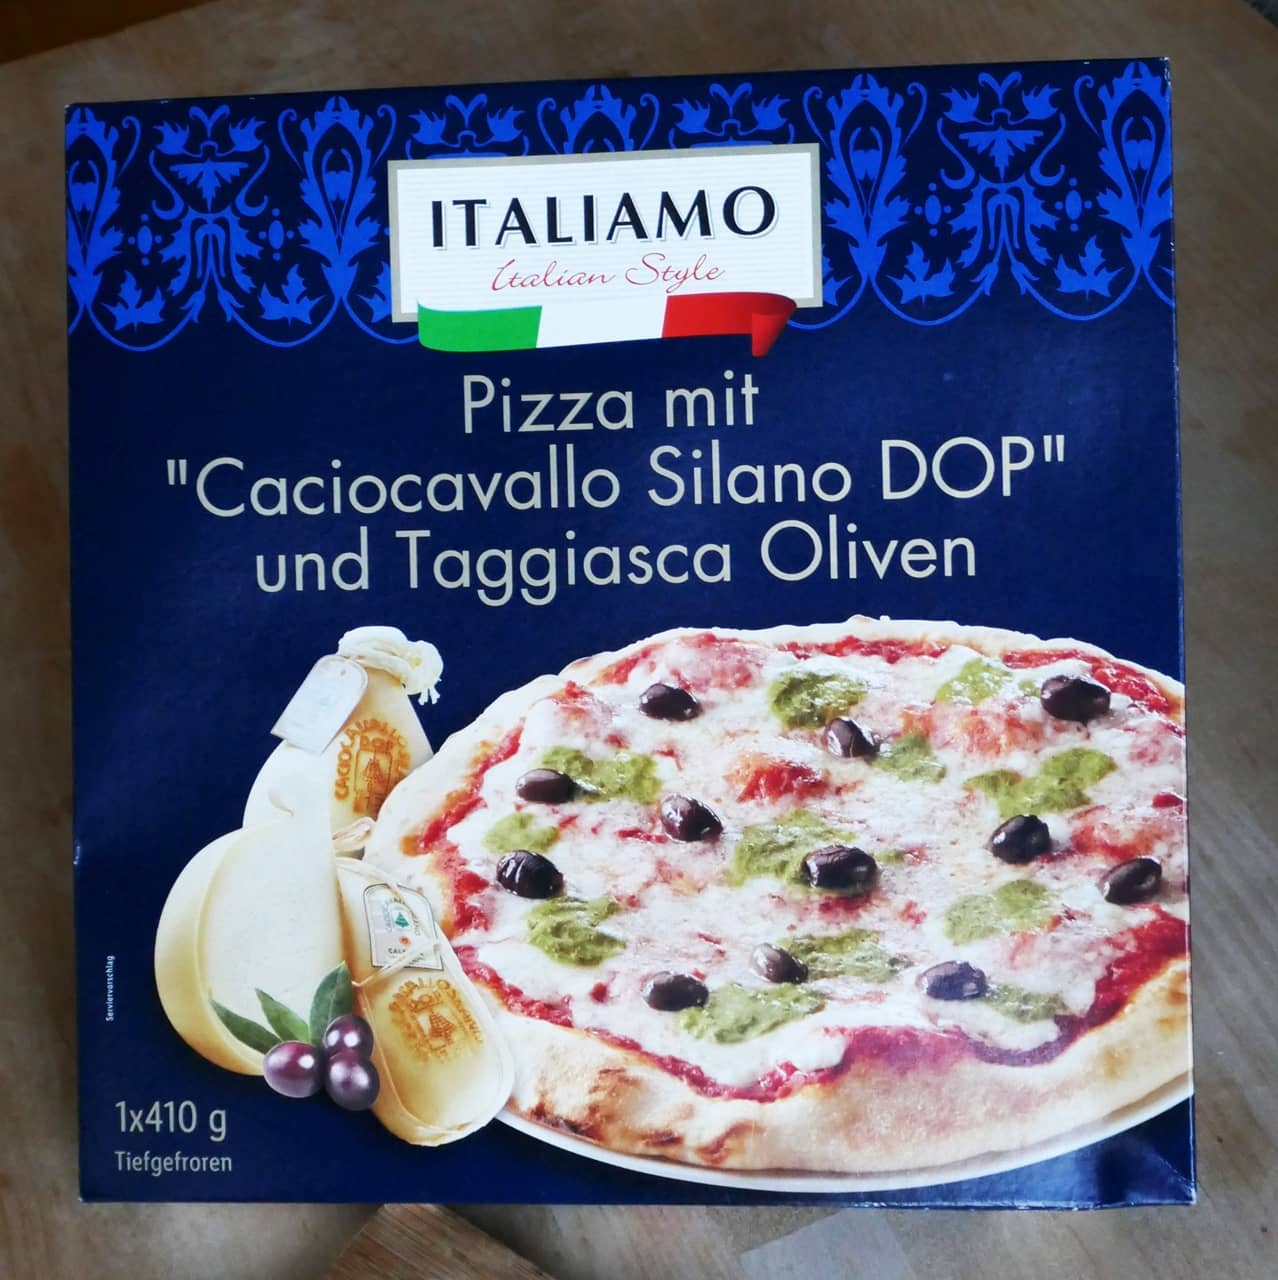 ITALIAMO
Italian Style
Pizza mit
"Caciocavallo Silano DOP"
und Taggiasca Oliven
Serviervorschlag
1x410 g
Tiefgefroren